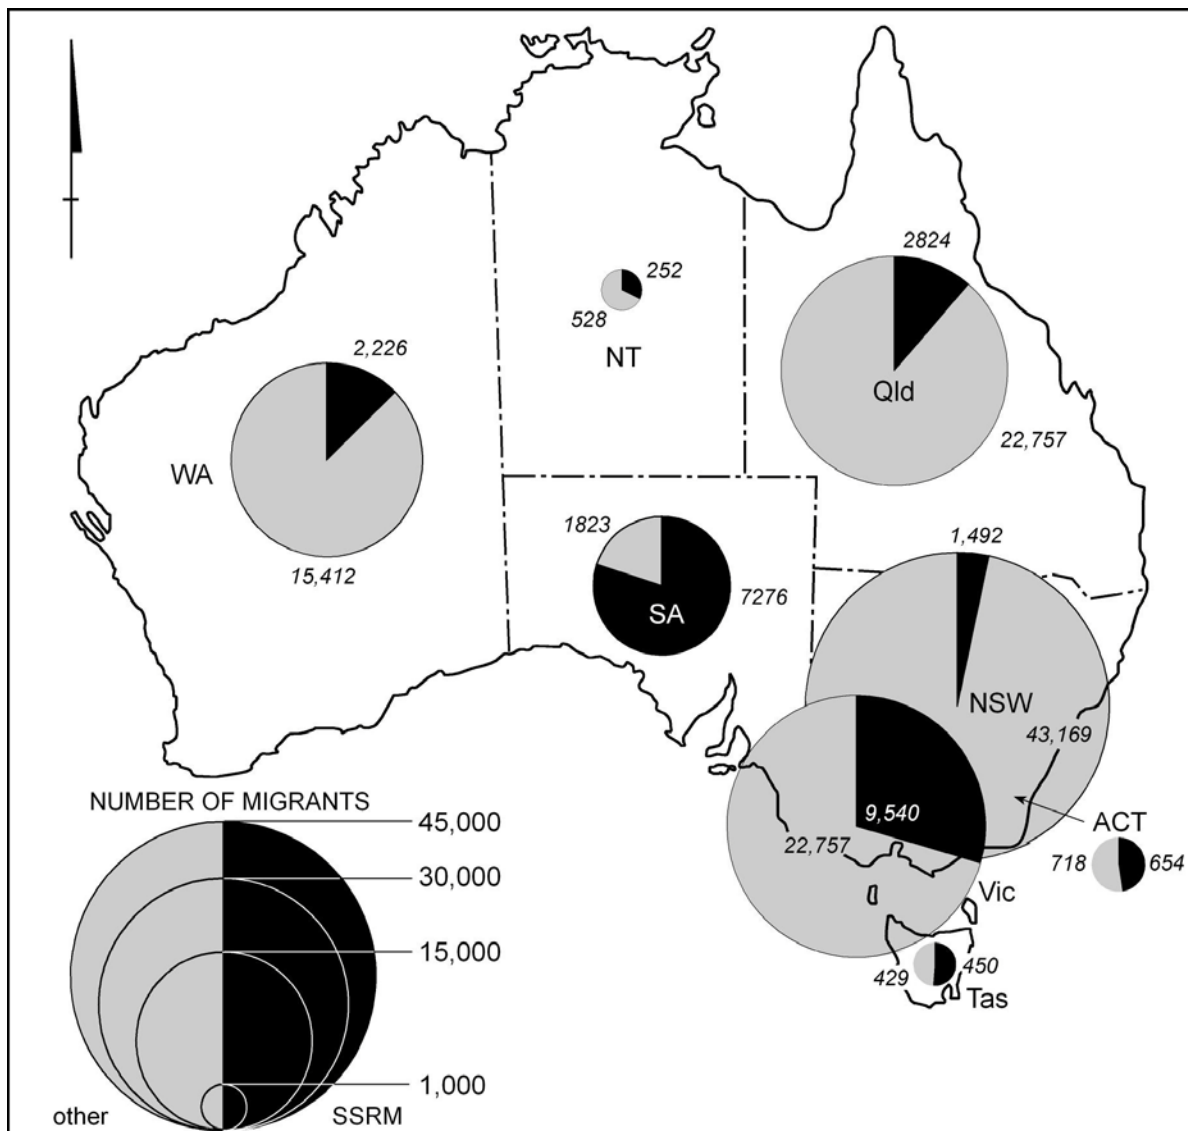 2824
252
528
NT
Qld
2,226
22,757
WA
15,412
1823
SA
7276
1,492
NSW
43,169
9,540
22,757
ACT
718
654
Vic
429
450
Tas
NUMBER OF MIGRANTS
45,000
30,000
15,000
1,000
other
SSRM